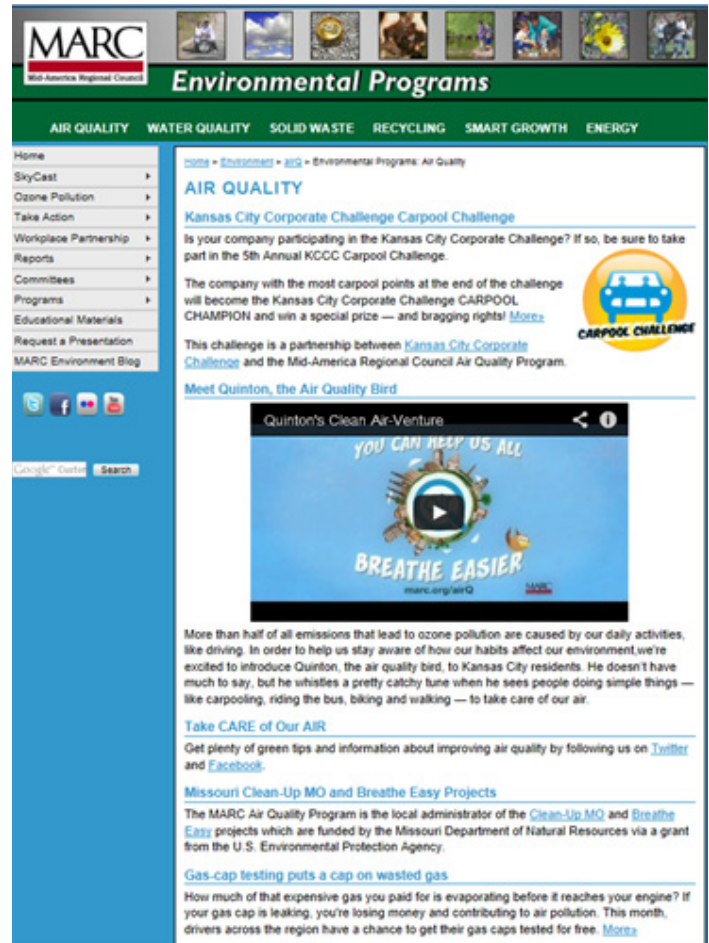 MARC
Mid-America Regional Council
Environmental Programs
AIR QUALITY WATER QUALITY SOLID WASTE RECYCLING SMART GROWTH ENERGY
Home
SkyCast
Ozone Pollution
Take Action
Workplace Partnership
Reports
Committees
Programs
Educational Materials
Request a Presentation
MARC Environment Blog
Google™ Custom
Search
Home » Environment » airQ » Environmental Programs: Air Quality
AIR QUALITY
Kansas City Corporate Challenge Carpool Challenge
Is your company participating in the Kansas City Corporate Challenge? If so, be sure to take
part in the 5th Annual KCCC Carpool Challenge.
The company with the most carpool points at the end of the challenge
will become the Kansas City Corporate Challenge CARPOOL
CHAMPION and win a special prize — and bragging rights! More»
CARPOOL CHALLENGE
This challenge is a partnership between Kansas City Corporate
Challenge and the Mid-America Regional Council Air Quality Program.
Meet Quinton, the Air Quality Bird
Quinton's Clean Air-Venture
YOU CAN HELP US ALL
BREATHE EASIER
marc.org/airQ
MARC
More than half of all emissions that lead to ozone pollution are caused by our daily activities,
like driving. In order to help us stay aware of how our habits affect our environment,we're
excited to introduce Quinton, the air quality bird, to Kansas City residents. He doesn't have
much to say, but he whistles a pretty catchy tune when he sees people doing simple things —
like carpooling, riding the bus, biking and walking — to take care of our air.
Take CARE of Our AIR
Get plenty of green tips and information about improving air quality by following us on Twitter
and Facebook.
Missouri Clean-Up MO and Breathe Easy Projects
The MARC Air Quality Program is the local administrator of the Clean-Up MO and Breathe
Easy projects which are funded by the Missouri Department of Natural Resources via a grant
from the U.S. Environmental Protection Agency.
Gas-cap testing puts a cap on wasted gas
How much of that expensive gas you paid for is evaporating before it reaches your engine? If
your gas cap is leaking, you're losing money and contributing to air pollution. This month,
drivers across the region have a chance to get their gas caps tested for free. More»